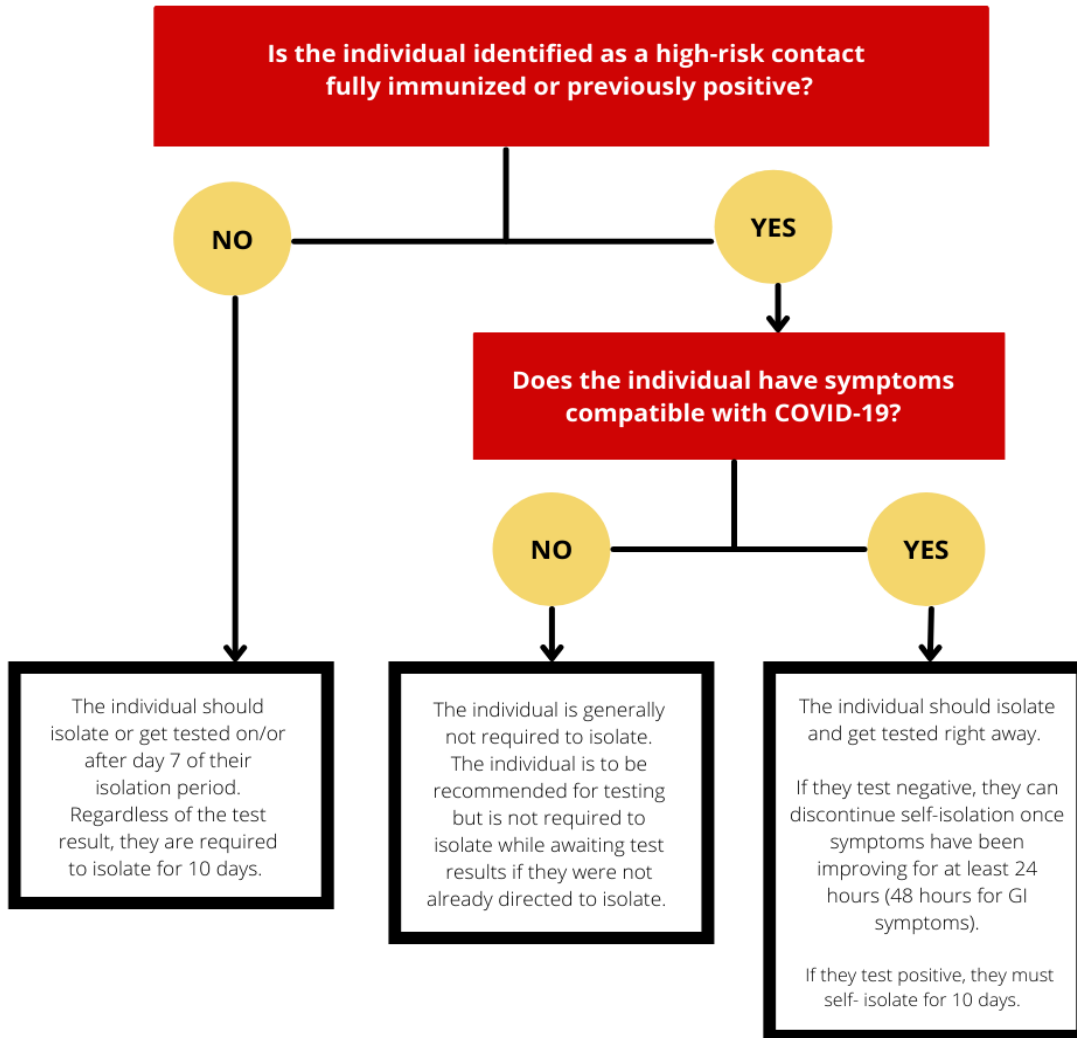 Is the individual identified as a high-risk contact
fully immunized or previously positive?
NO
YES
Does the individual have symptoms
compatible with COVID-19?
NO
YES
The individual should
isolate or get tested on/or
after day 7 of their
isolation period.
Regardless of the test
result, they are required
to isolate for 10 days.
The individual is generally
not required to isolate.
The individual is to be
recommended for testing
but is not required to
isolate while awaiting test
results if they were not
already directed to isolate.
The individual should isolate
and get tested right away.
If they test negative, they can
discontinue self-isolation once
symptoms have been
improving for at least 24
hours (48 hours for GI
symptoms).
If they test positive, they must
self- isolate for 10 days.